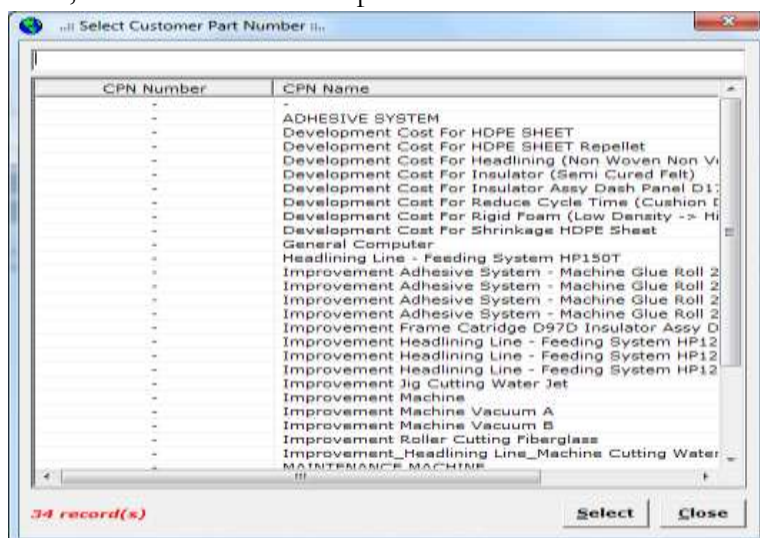 ..:: Select Customer Part Number ::..
CPN Number CPN Name
- -
- ADHESIVE SYSTEM
- Development Cost For HDPE SHEET
- Development Cost For HDPE SHEET Repellet
- Development Cost For Headlining (Non Woven Non V
- Development Cost For Insulator (Semi Cured Felt)
- Development Cost For Insulator Assy Dash Panel D1
- Development Cost For Reduce Cycle Time (Cushion
- Development Cost For Rigid Foam (Low Density -> Hi
- Development Cost For Shrinkage HDPE Sheet
- General Computer
- Headlining Line - Feeding System HP150T
- Improvement Adhesive System - Machine Glue Roll 2
- Improvement Adhesive System - Machine Glue Roll 2
- Improvement Adhesive System - Machine Glue Roll 2
- Improvement Adhesive System - Machine Glue Roll 2
- Improvement Frame Catridge D97D Insulator Assy D
- Improvement Headlining Line - Feeding System HP12
- Improvement Headlining Line - Feeding System HP12
- Improvement Headlining Line - Feeding System HP12
- Improvement Jig Cutting Water Jet
- Improvement Machine
- Improvement Machine Vacuum A
- Improvement Machine Vacuum B
- Improvement Roller Cutting Fiberglass
- Improvement_Headlining Line_Machine Cutting Water
- MAINTENANCE MACHINE
34 record(s) Select Close